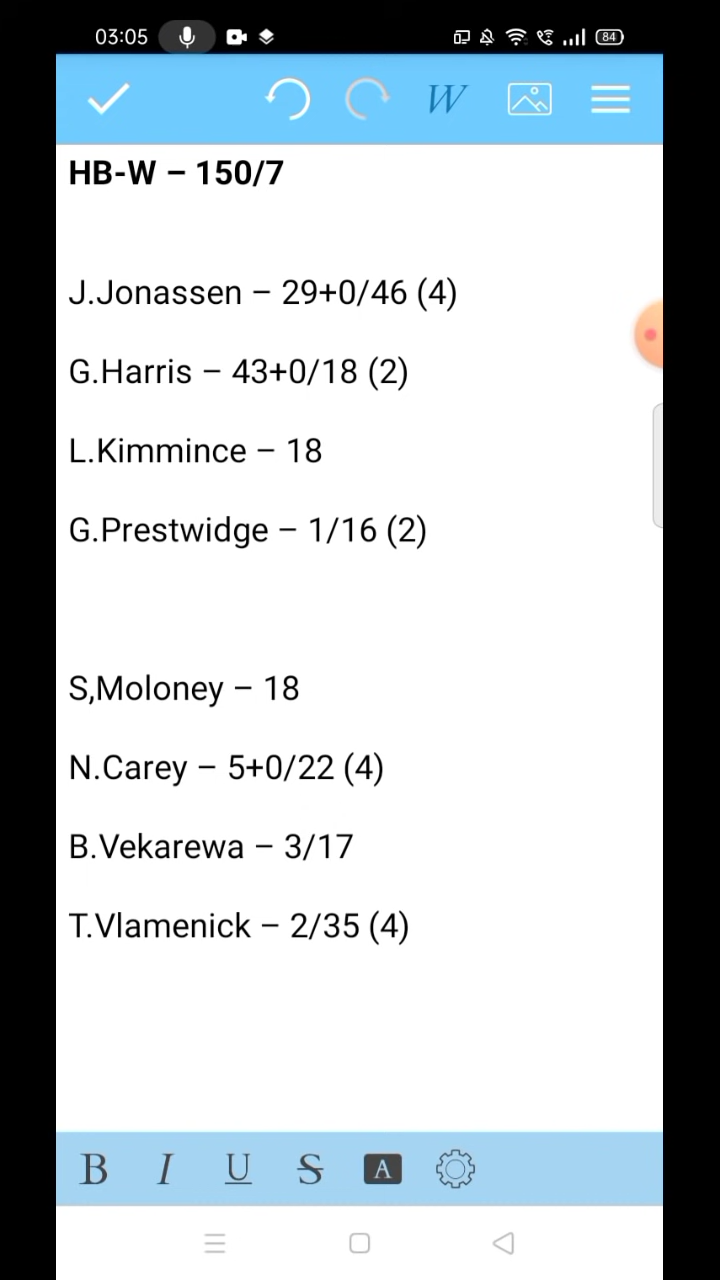 03:05
84
W
HB-W – 150/7
J.Jonassen – 29+0/46 (4)
G.Harris – 43+0/18 (2)
L.Kimmince – 18
G.Prestwidge – 1/16 (2)
S,Moloney – 18
N.Carey – 5+0/22 (4)
B.Vekarewa – 3/17
T.Vlamenick – 2/35 (4)
B I U S A